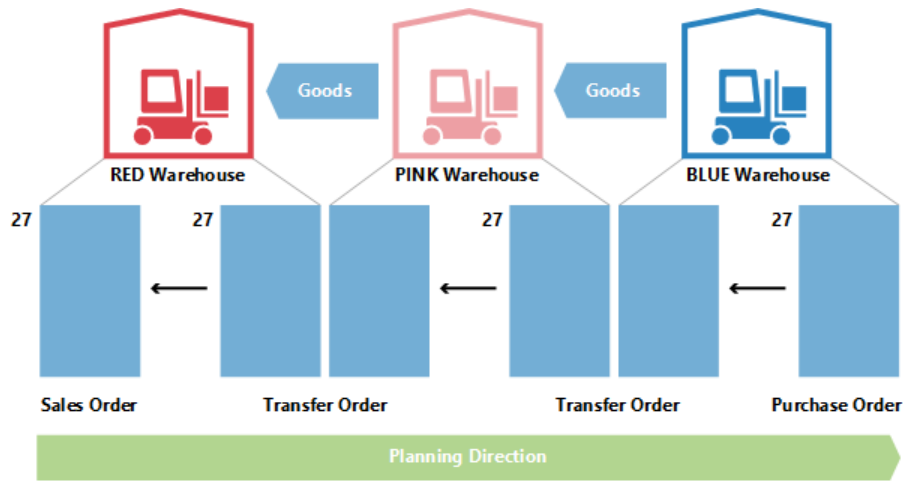 Goods
Goods
RED Warehouse
PINK Warehouse
BLUE Warehouse
27
27
27
27
Sales Order
Transfer Order
Transfer Order
Purchase Order
Planning Direction